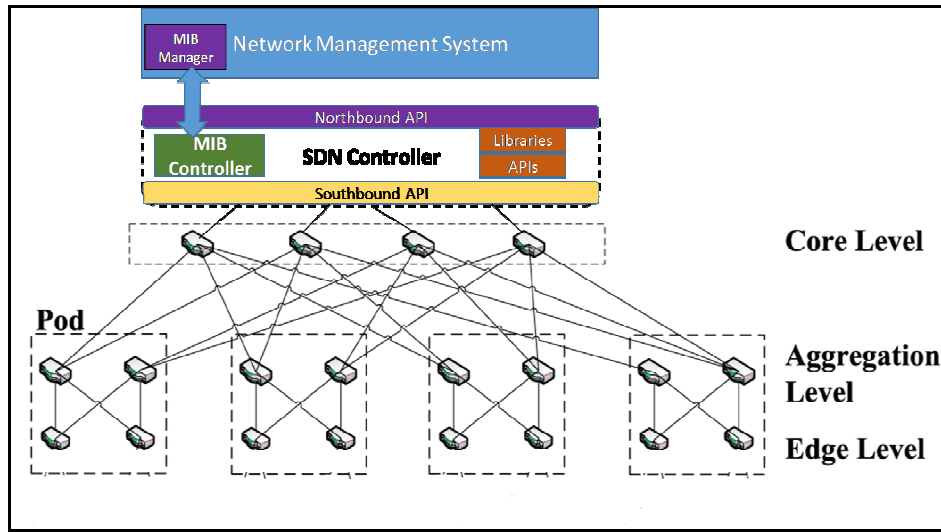 MIB
Manager
Network Management System
Northbound API
MIB
Controller
SDN Controller
Libraries
APIs
Southbound API
Core Level
Pod
Aggregation
Level
Edge Level